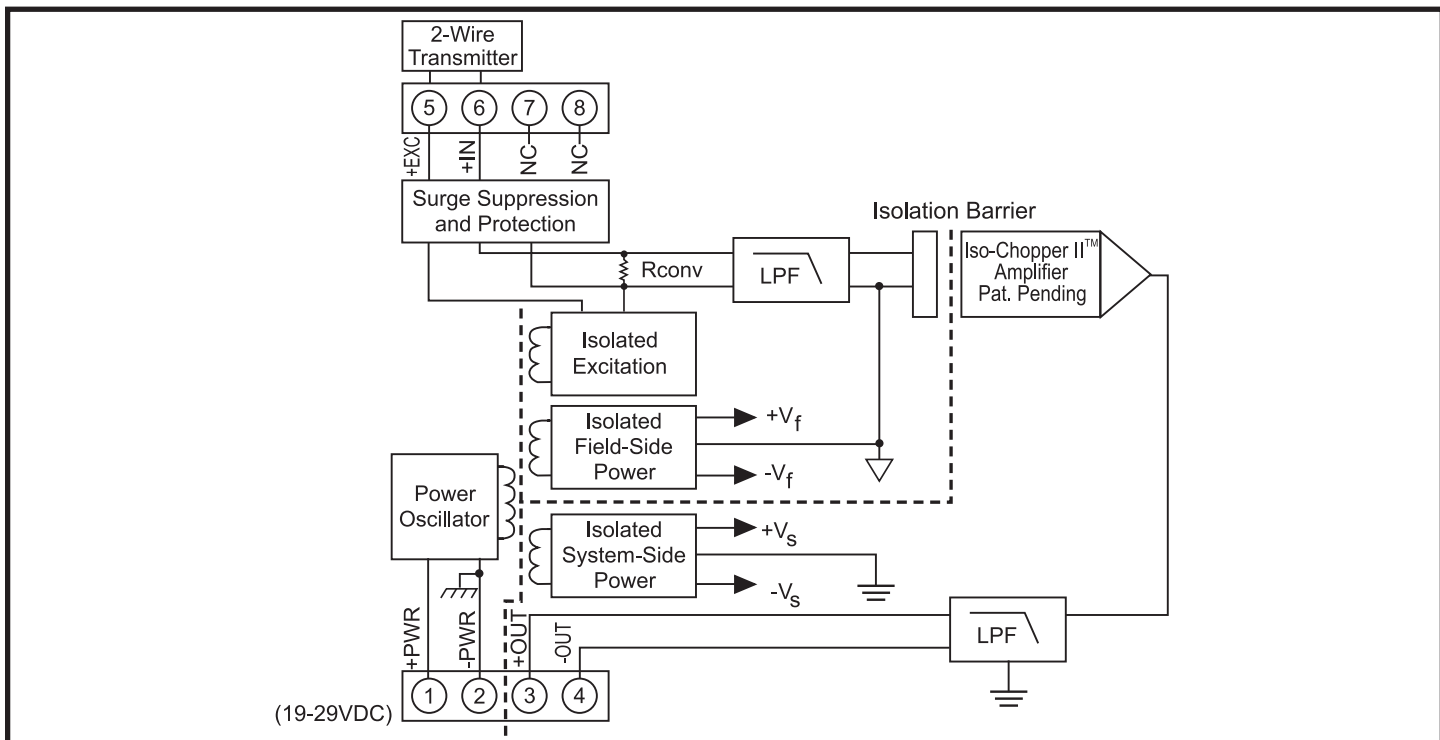 2-Wire
Transmitter
5 6 7 8
+EXC
+IN
NC
NC
Surge Suppression
and Protection
Isolation Barrier
Iso-Chopper II™
Amplifier
Pat. Pending
Rconv
LPF
Isolated
Excitation
Isolated
Field-Side
Power
+Vf
-Vf
Power
Oscillator
Isolated
System-Side
Power
+Vs
-Vs
LPF
+PWR
-PWR
+OUT
-OUT
1 2 3 4
(19-29VDC)